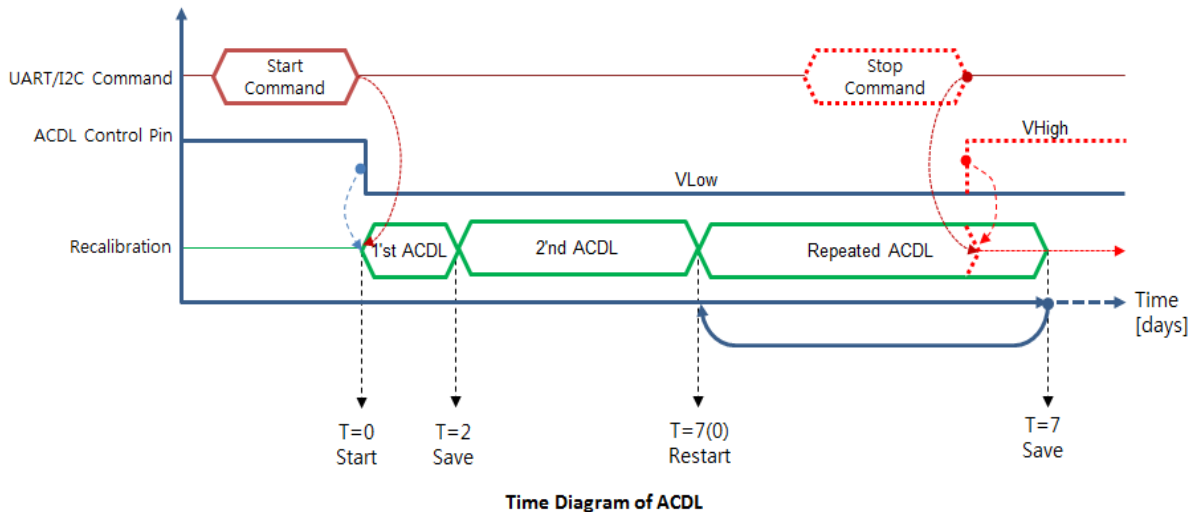 UART/I2C Command
Start
Command
Stop
Command
ACDL Control Pin
VHigh
VLow
Recalibration
1'st ACDL
2'nd ACDL
Repeated ACDL
Time
[days]
T=0
Start
T=2
Save
T=7(0)
Restart
T=7
Save
Time Diagram of ACDL